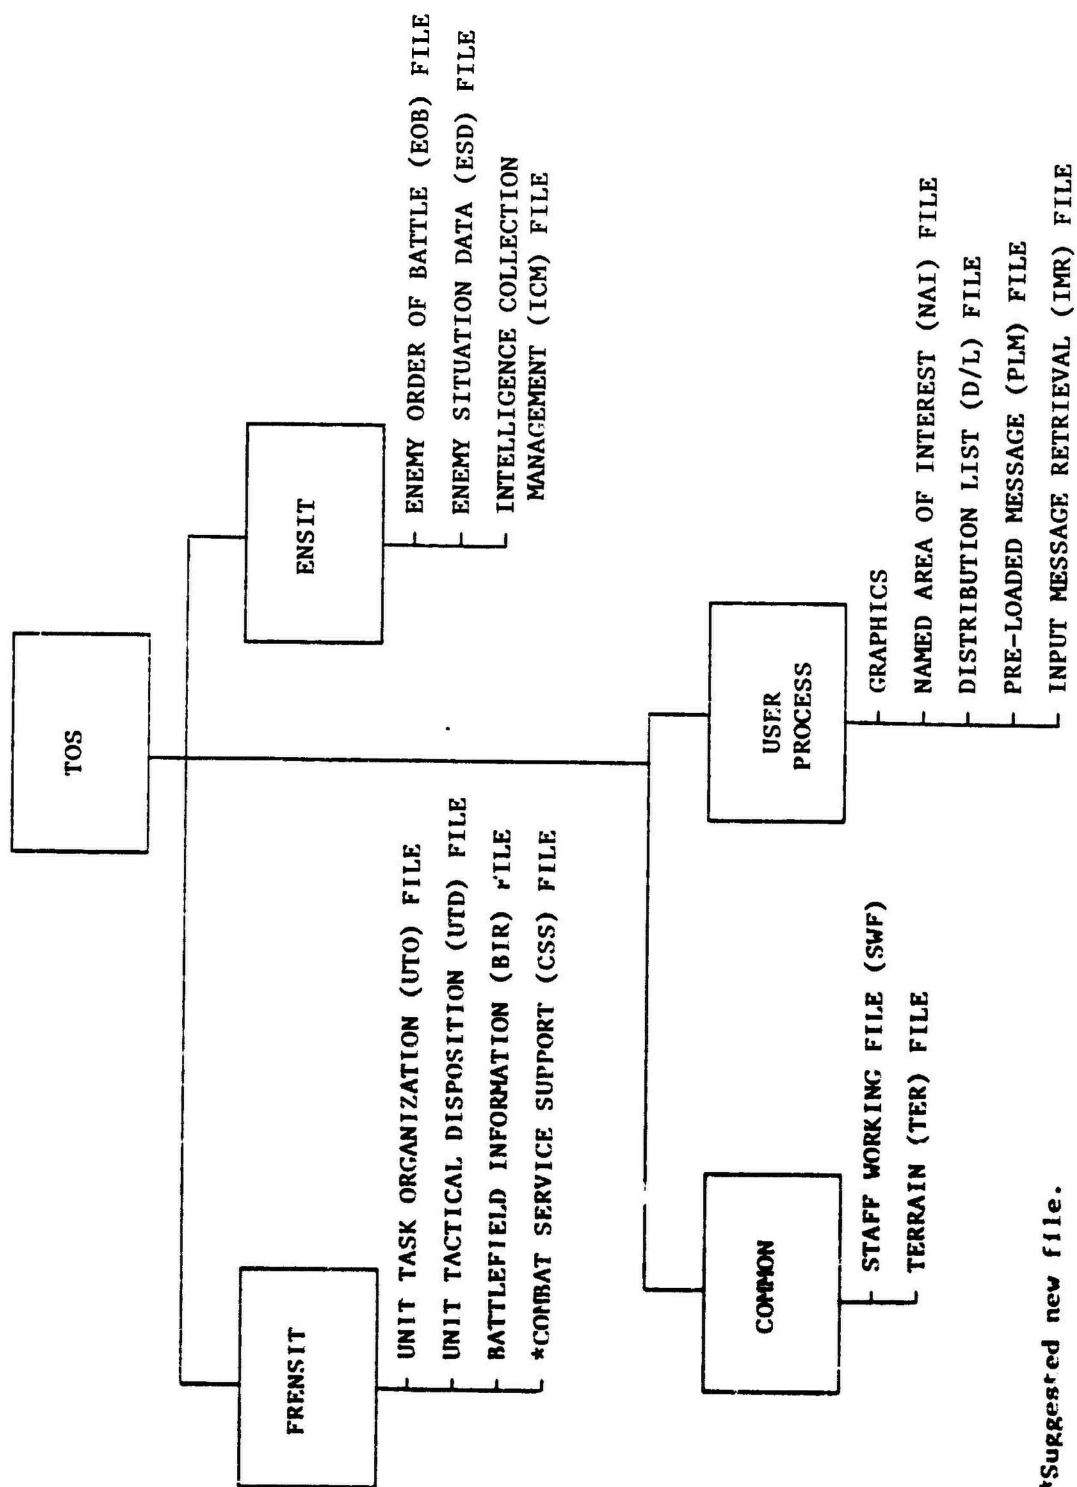 TOS
FRENSIT
UNIT TASK ORGANIZATION (UTO) FILE
UNIT TACTICAL DISPOSITION (UTD) FILE
BATTLEFIELD INFORMATION (BIR) FILE
*COMBAT SERVICE SUPPORT (CSS) FILE
ENSIT
ENEMY ORDER OF BATTLE (EOB) FILE
ENEMY SITUATION DATA (ESD) FILE
INTELLIGENCE COLLECTION
MANAGEMENT (ICM) FILE
COMMON
STAFF WORKING FILE (SWF)
TERRAIN (TER) FILE
USER
PROCESS
GRAPHICS
NAMED AREA OF INTEREST (NAI) FILE
DISTRIBUTION LIST (D/L) FILE
PRE-LOADED MESSAGE (PLM) FILE
INPUT MESSAGE RETRIEVAL (IMR) FILE
*Suggested new file.